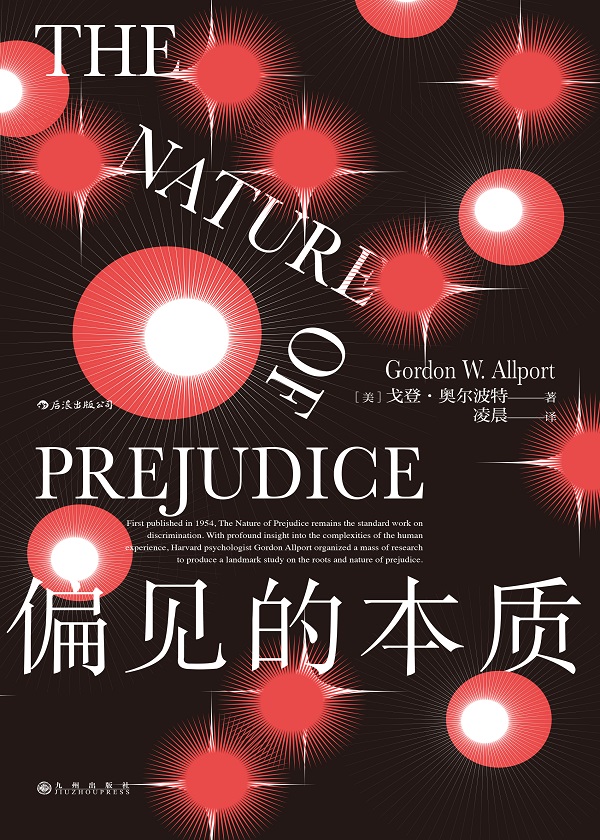 THE
NATURE
OF
Gordon W. Allport
[美]戈登·奥尔波特——著
凌晨——译
后浪出版公司
PREJUDICE
First published in 1954, The Nature of Prejudice remains the standard work on
discrimination. With profound insight into the complexities of the human
experience, Harvard psychologist Gordon Allport organized a mass of research
to produce a landmark study on the roots and nature of prejudice.
偏见的本质
九州出版社
JIUZHOUPRESS